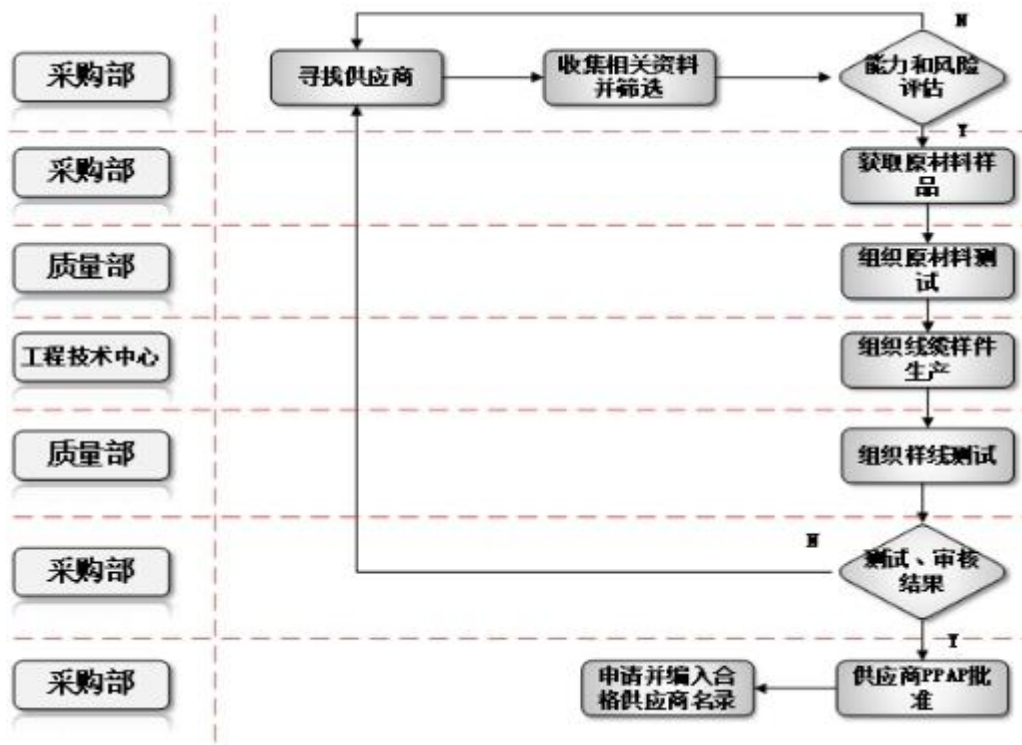 N
采购部
寻找供应商
收集相关资料
并筛选
能力和风险
评估
Y
采购部
获取原材料样
品
质量部
组织原材料测
试
工程技术中心
组织线缆样件
生产
质量部
组织样线测试
N
采购部
测试、审核
结果
Y
采购部
申请并编入合
格供应商名录
供应商PPAP批
准